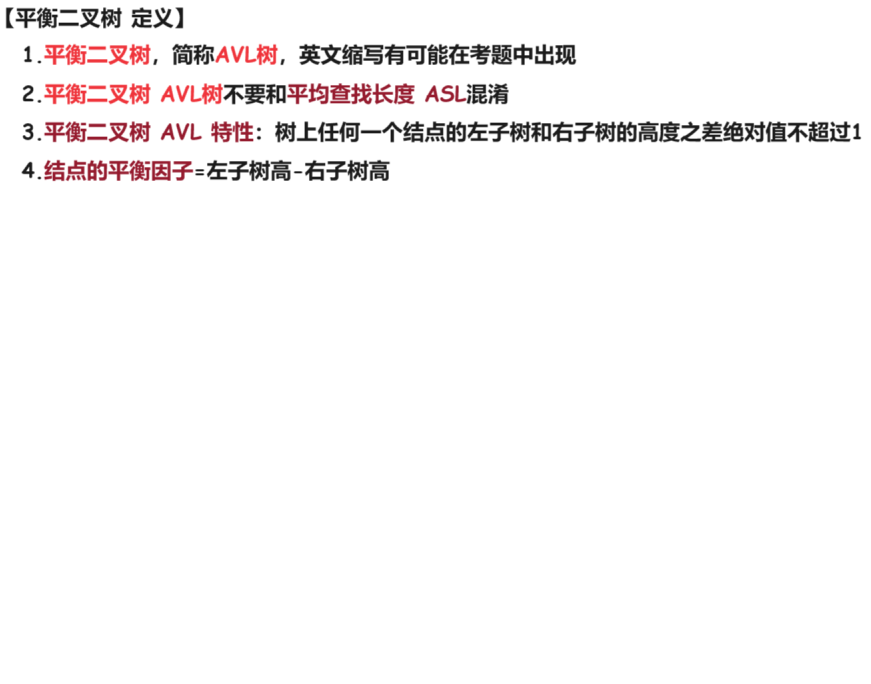 【平衡二叉树 定义】
1.平衡二叉树，简称AVL树，英文缩写有可能在考题中出现
2.平衡二叉树 AVL树不要和平均查找长度 ASL混淆
3.平衡二叉树 AVL 特性：树上任何一个结点的左子树和右子树的高度之差绝对值不超过1
4.结点的平衡因子=左子树高-右子树高